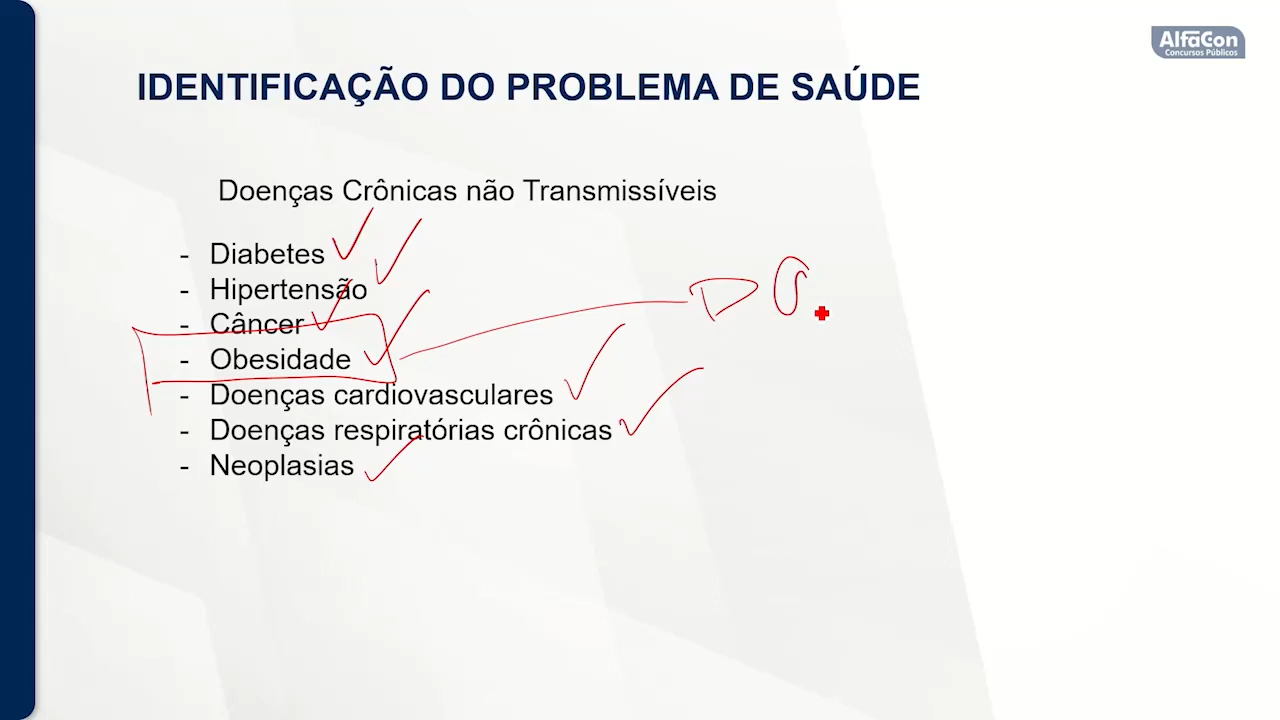 AlfaCon
Concursos Públicos
IDENTIFICAÇÃO DO PROBLEMA DE SAÚDE
Doenças Crônicas não Transmissíveis
- Diabetes
- Hipertensão
- Câncer
- Obesidade
- Doenças cardiovasculares
- Doenças respiratórias crônicas
- Neoplasias